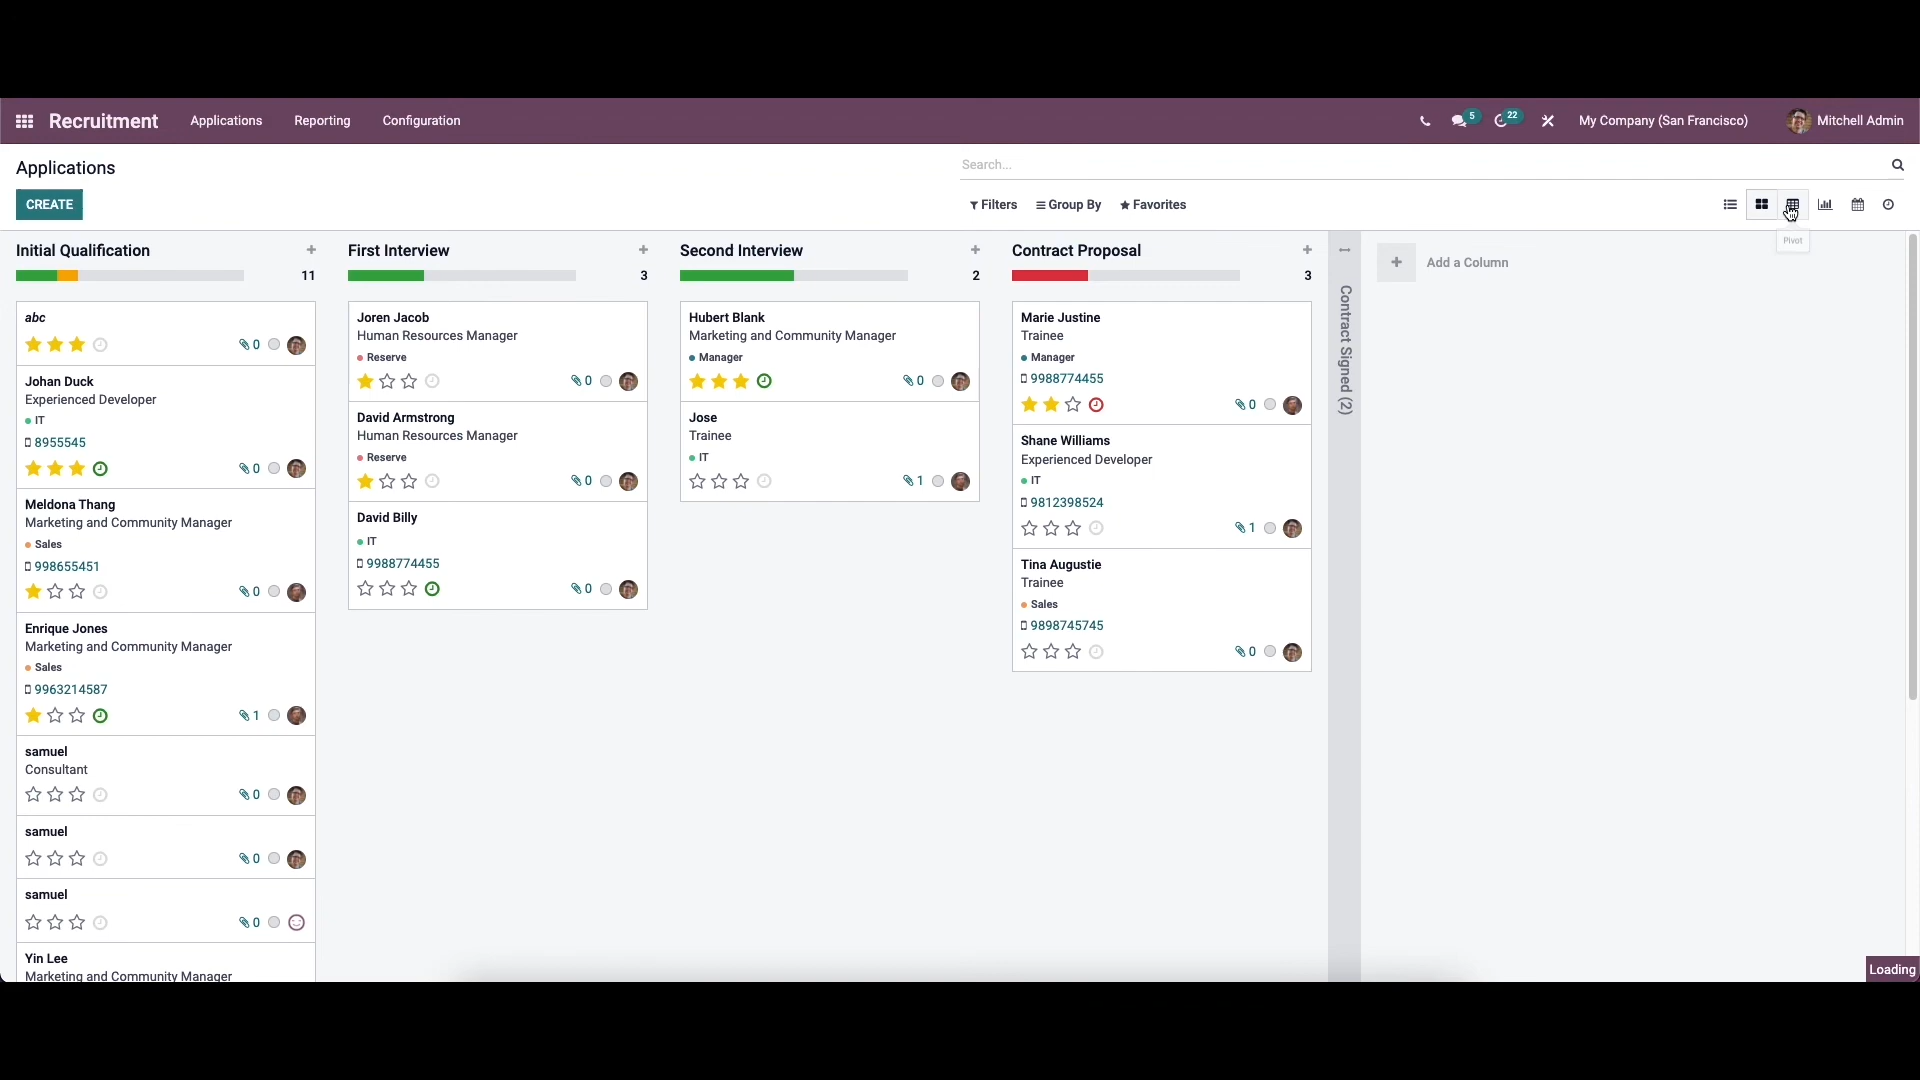 Recruitment Applications Reporting Configuration 5 22 My Company (San Francisco) Mitchell Admin
Applications
Search...
CREATE
Filters Group By Favorites
Pivot
Initial Qualification
11
abc
0
Johan Duck
Experienced Developer
IT
8955545
0
Meldona Thang
Marketing and Community Manager
Sales
998655451
0
Enrique Jones
Marketing and Community Manager
Sales
9963214587
1
samuel
Consultant
0
samuel
0
samuel
0
Yin Lee
Marketing and Community Manager
First Interview
3
Joren Jacob
Human Resources Manager
Reserve
0
David Armstrong
Human Resources Manager
Reserve
0
David Billy
IT
9988774455
0
Second Interview
2
Hubert Blank
Marketing and Community Manager
Manager
0
Jose
Trainee
IT
1
Contract Proposal
3
Marie Justine
Trainee
Manager
9988774455
0
Shane Williams
Experienced Developer
IT
9812398524
1
Tina Augustie
Trainee
Sales
9898745745
0
Contract Signed (2)
Add a Column
Loading